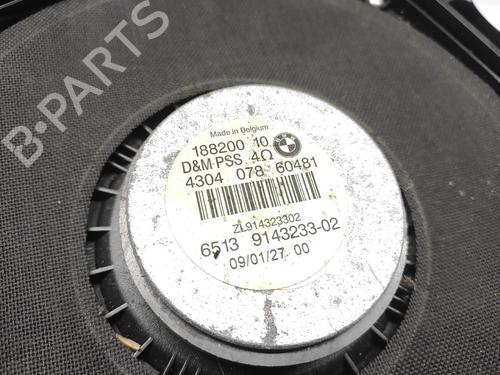 B-PARTS
Made in Belgium
188200 10
D&M-PSS 4Ω
BMW
4304 078 60481
ZL914323302
6513 9143233-02
09/01/27 00